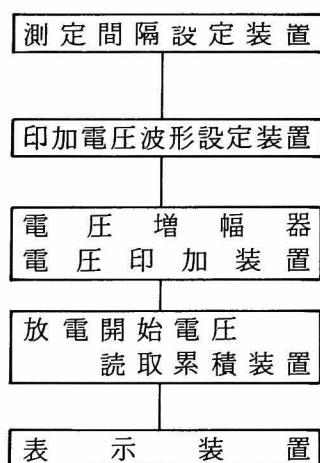 測定間隔設定装置
印加電圧波形設定装置
電圧増幅器
電圧印加装置
放電開始電圧
読取累積装置
表示装置